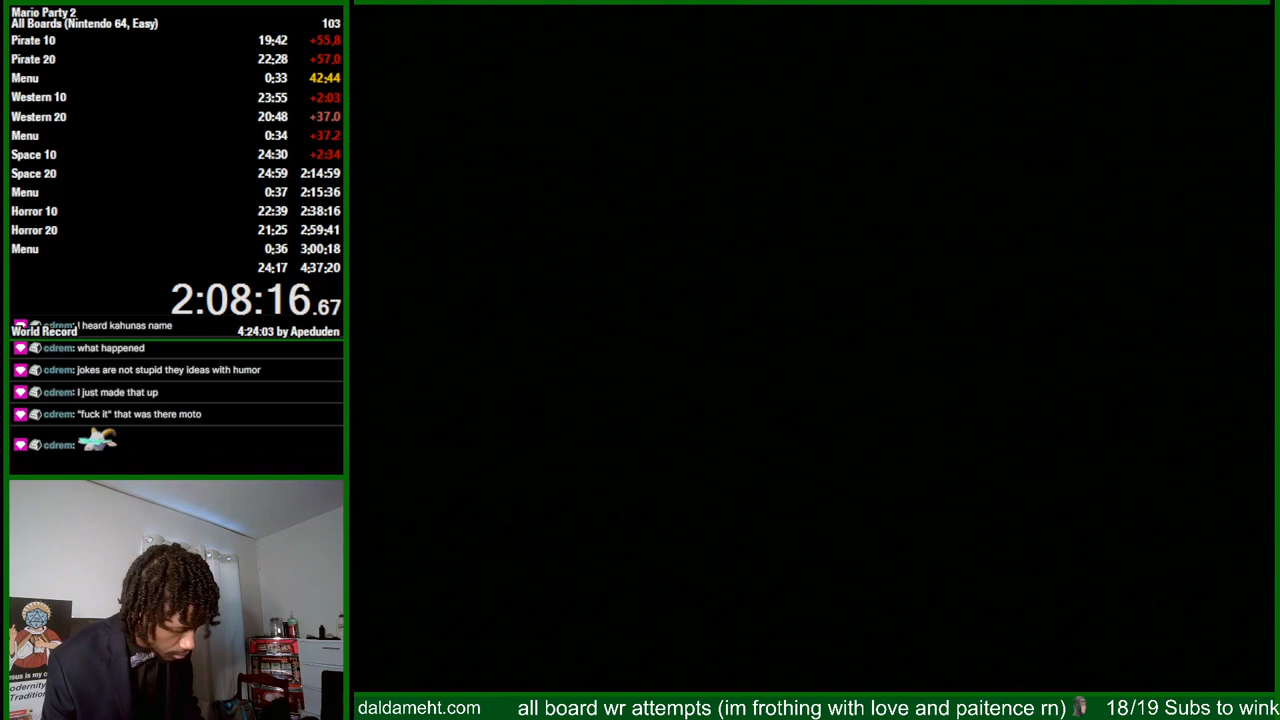 Mario Party 2
All Boards (Nintendo 64, Easy) 103
Pirate 10 19:42 +55.8
Pirate 20 22:28 +57.0
Menu 0:33 42:44
Western 10 23:55 +2:03
Western 20 20:48 +37.0
Menu 0:34 +37.2
Space 10 24:30 +2:34
Space 20 24:59 2:14:59
Menu 0:37 2:15:36
Horror 10 22:39 2:38:16
Horror 20 21:25 2:59:41
Menu 0:36 3:00:18
24:17 4:37:20
2:08:16.67
cdrem: I heard kahunas name
World Record 4:24:03 by Apeduden
cdrem: what happened
cdrem: jokes are not stupid they ideas with humor
cdrem: I just made that up
cdrem: "fuck it" that was there moto
cdrem:
Modernity
Tradition
daldameht.com all board wr attempts (im frothing with love and paitence rn) 18/19 Subs to wink